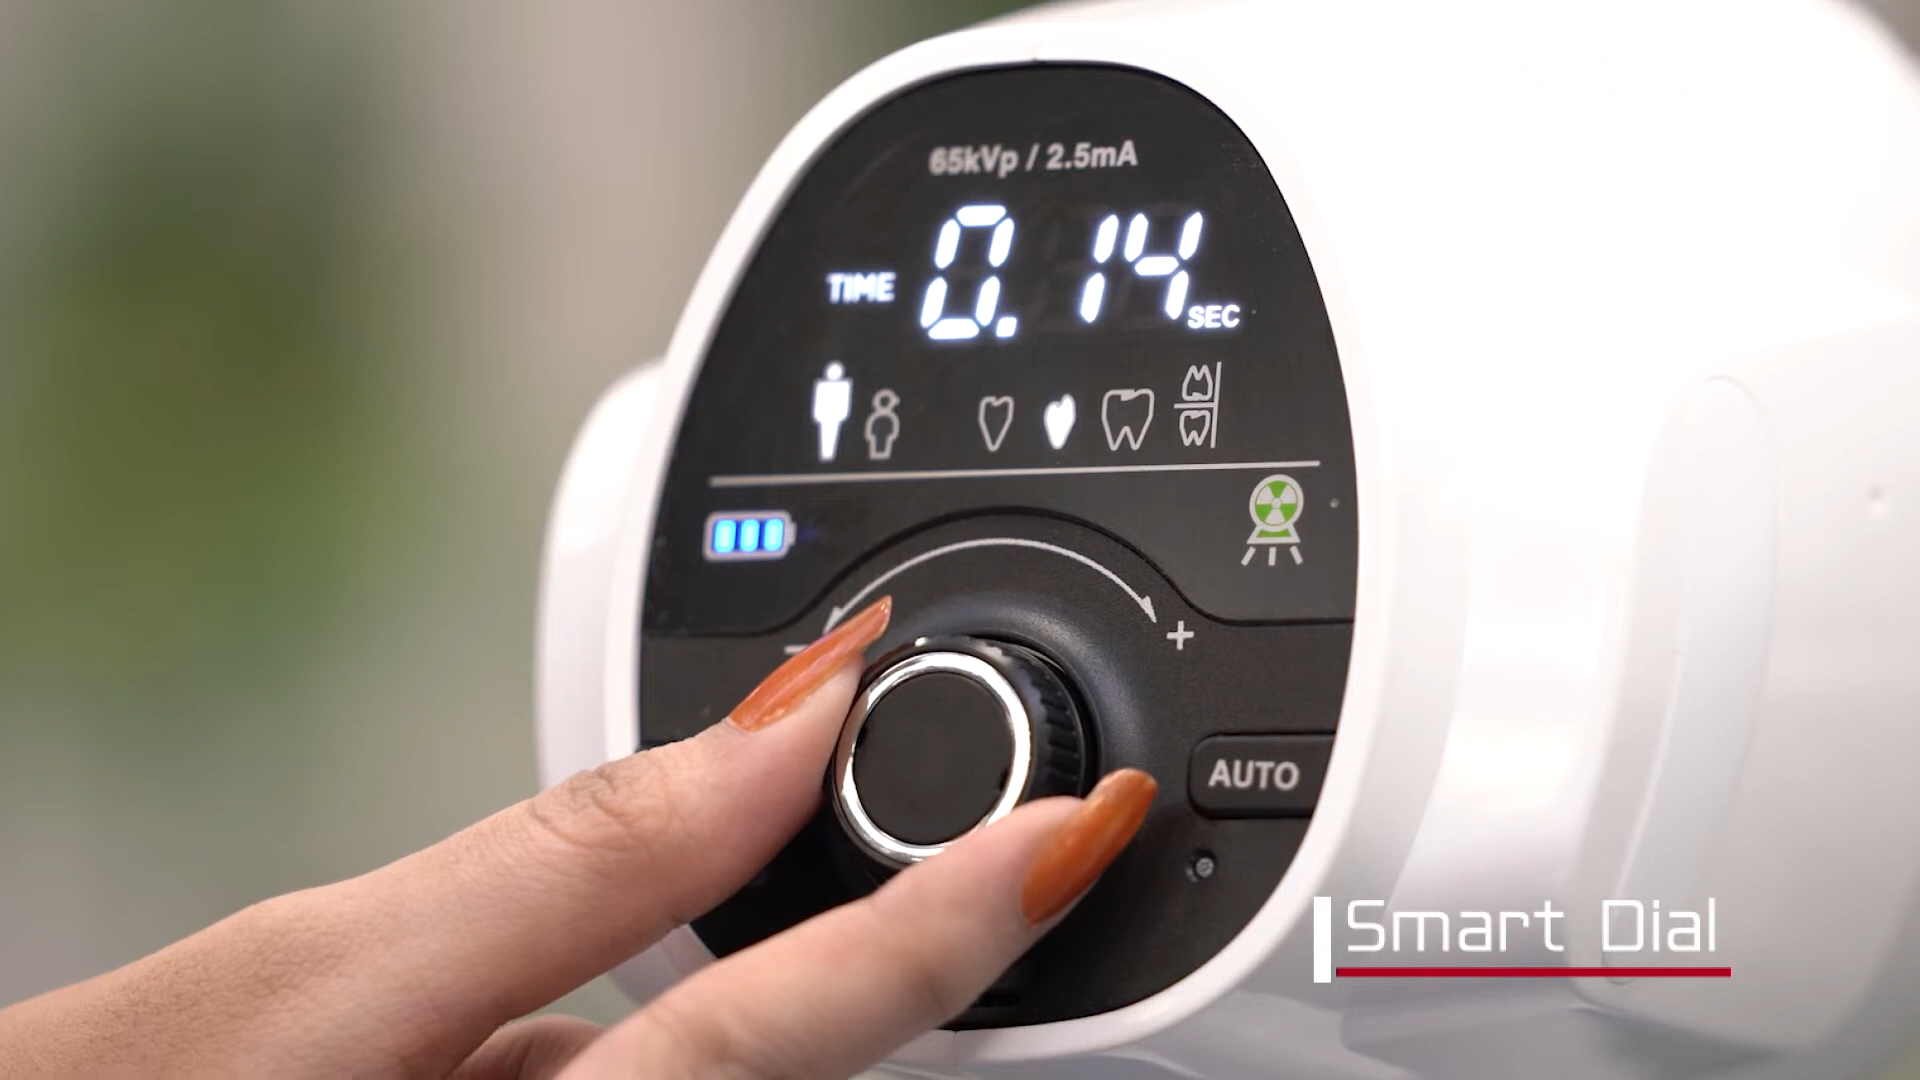 65kVp / 2.5mA
TIME 0.14 SEC
− +
AUTO
Smart Dial